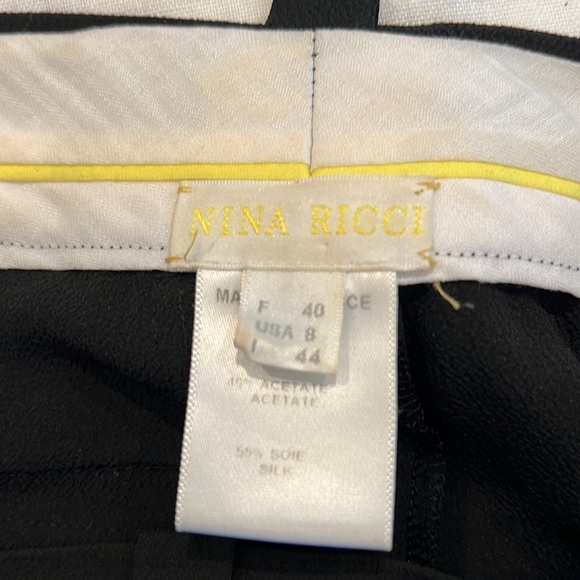 NINA RICCI
MA CE
F 40
USA 8
I 44
ACETATE
ACETATE
55% SOIE
SILK